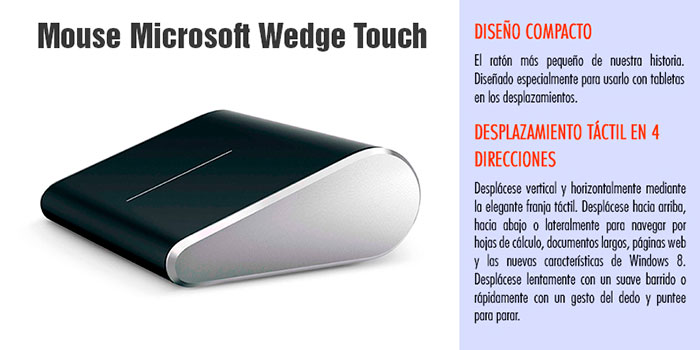 Mouse Microsoft Wedge Touch
DISEÑO COMPACTO
El ratón más pequeño de nuestra historia.
Diseñado especialmente para usarlo con tabletas
en los desplazamientos.
DESPLAZAMIENTO TÁCTIL EN 4
DIRECCIONES
Desplácese vertical y horizontalmente mediante
la elegante franja táctil. Desplácese hacia arriba,
hacia abajo o lateralmente para navegar por
hojas de cálculo, documentos largos, páginas web
y las nuevas características de Windows 8.
Desplácese lentamente con un suave barrido o
rápidamente con un gesto del dedo y puntee
para parar.